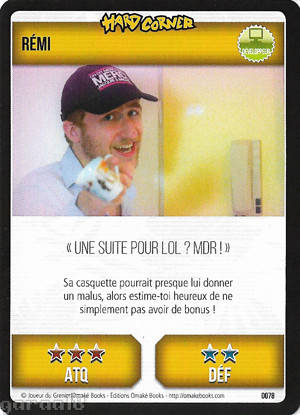 HARD CORNER
RÉMI
DÉVELOPPEUR
MERCI
« UNE SUITE POUR LOL ? MDR ! »
Sa casquette pourrait presque lui donner
un malus, alors estime-toi heureux de ne
simplement pas avoir de bonus !
ATQ
DEF
© Joueur du Grenier/Omaké Books - Editions Omaké Books - http://omakebooks.com/
0078